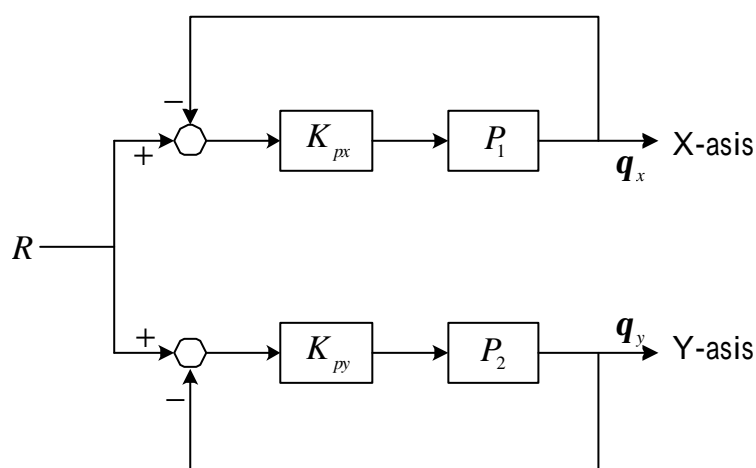 −
+
K_px
P_1
q_x
X-asis
R
+
−
K_py
P_2
q_y
Y-asis